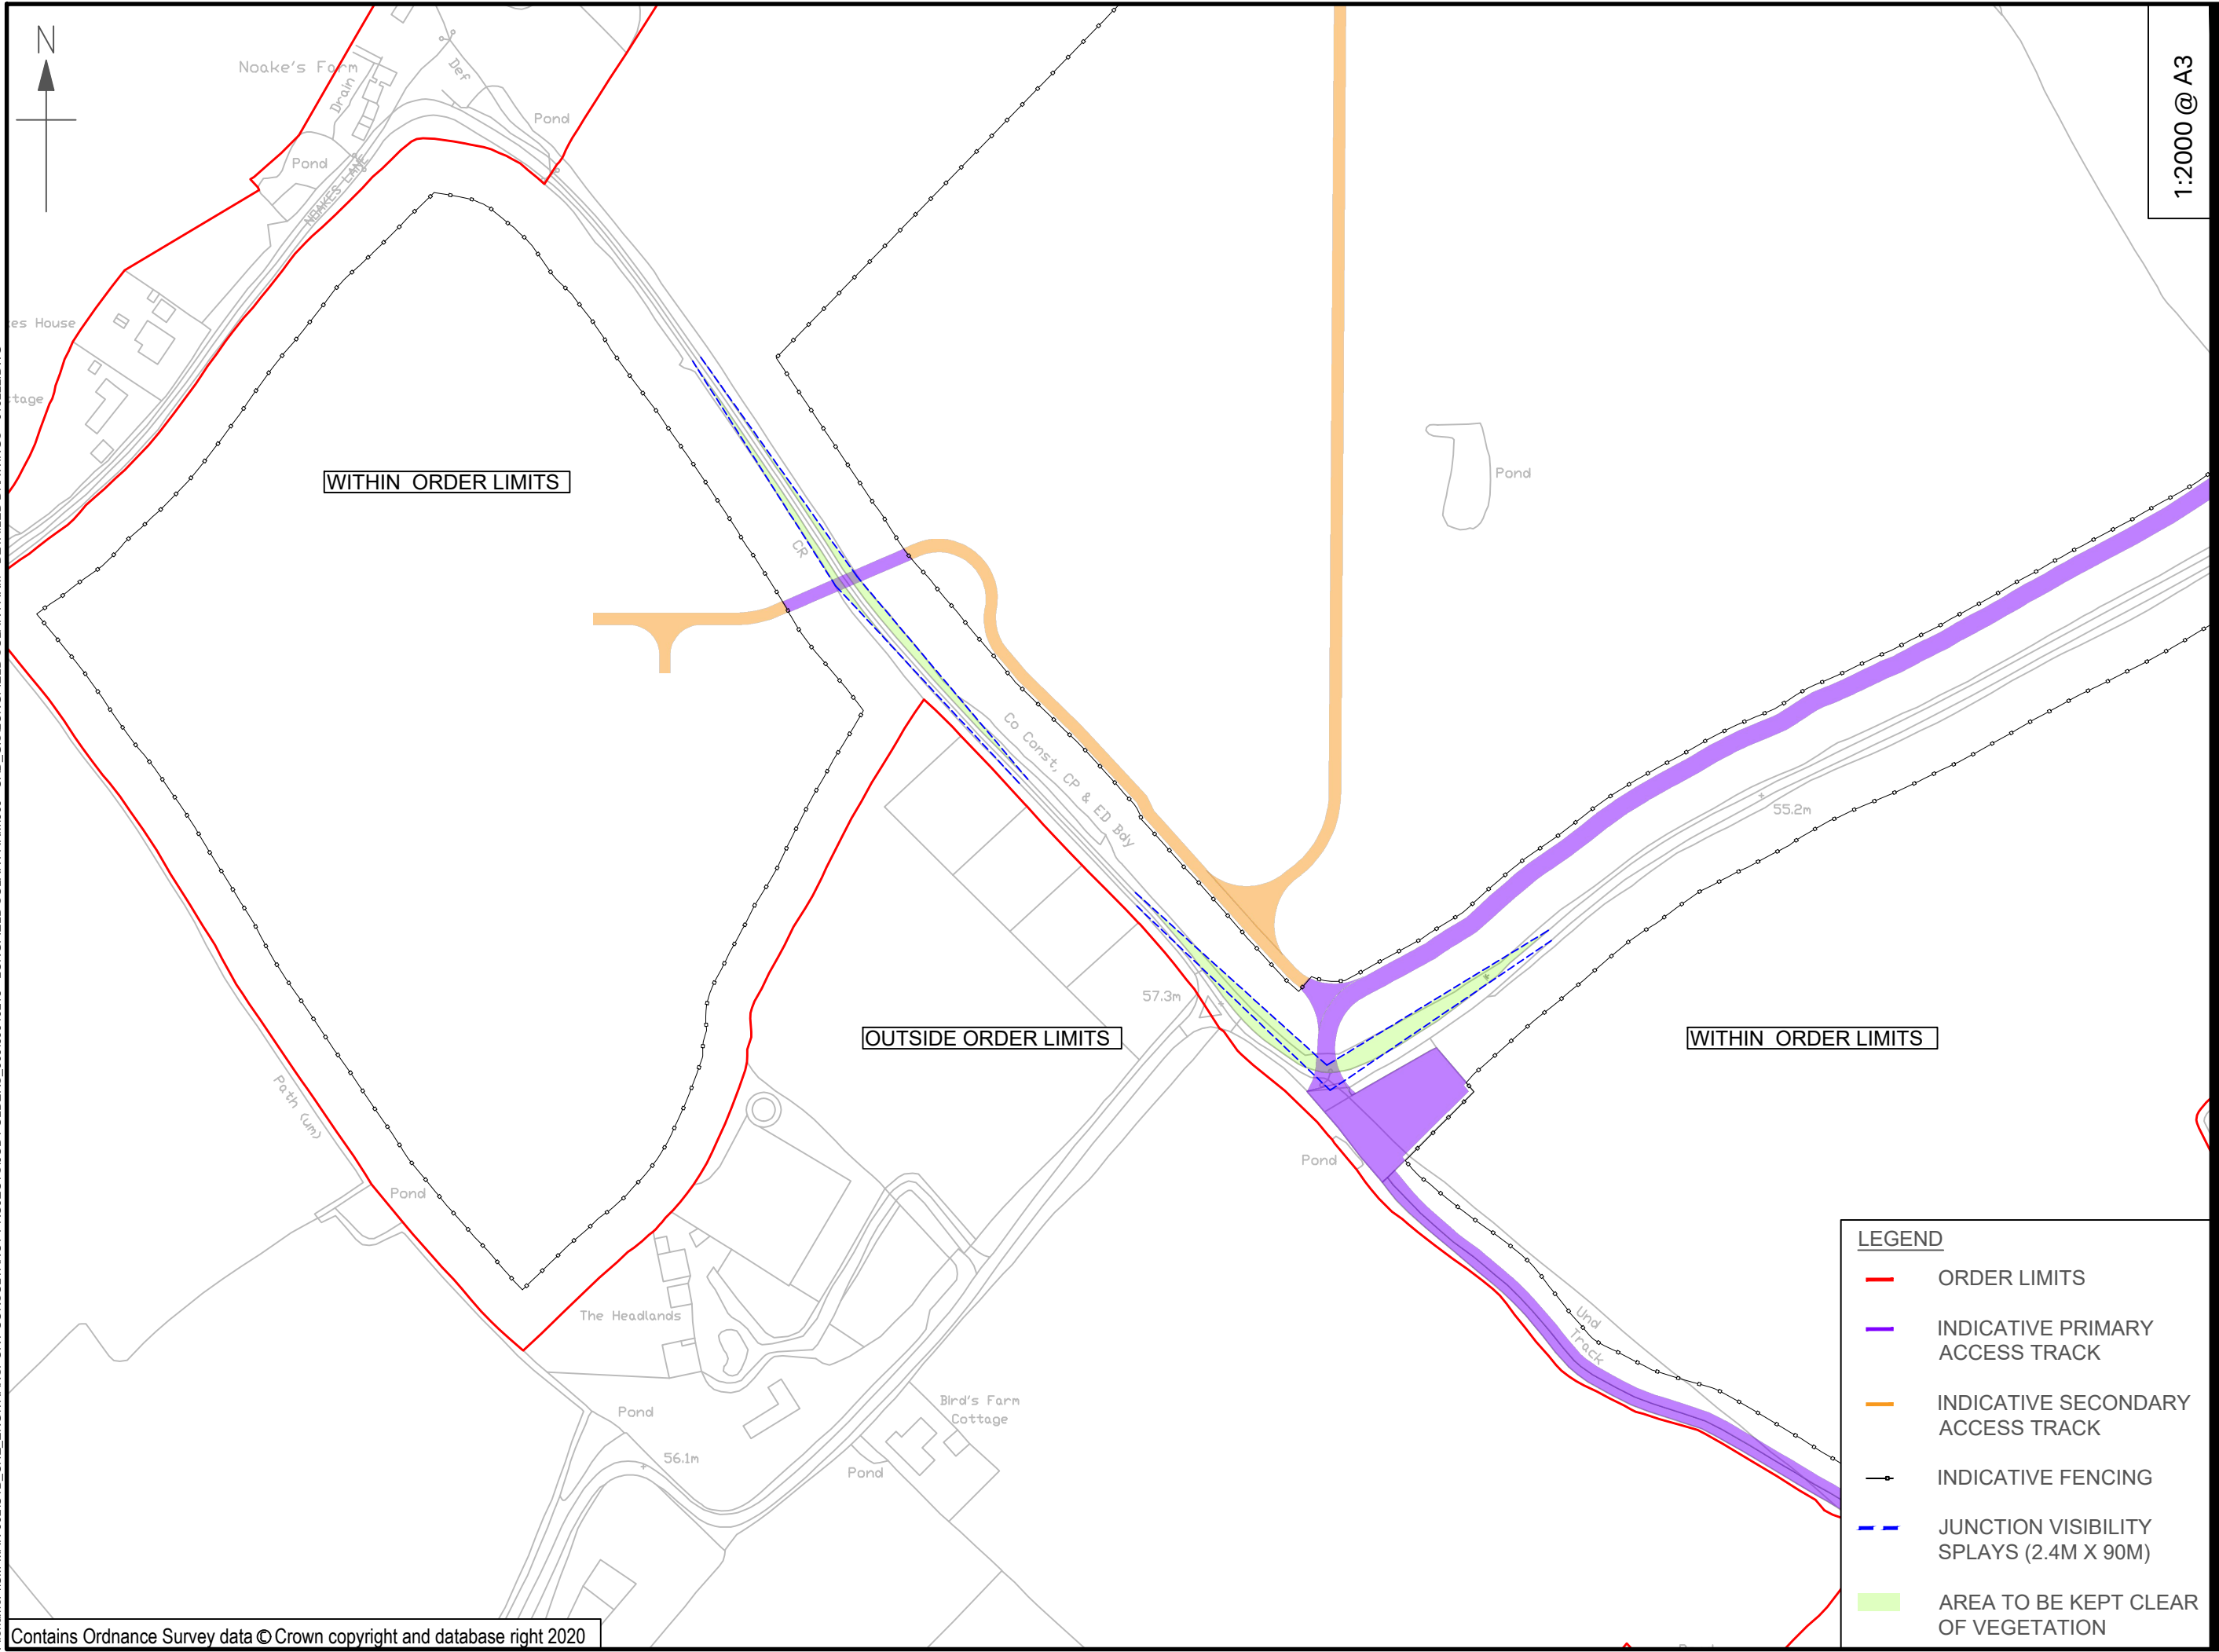 N
Noake's Farm
Drain
Def
Pond
Pond
NOAKES LANE
1:2000 @ A3
es House
tage
WITHIN  ORDER LIMITS
CR
Pond
Co Const, CP & ED Bdy
55.2m
57.3m
OUTSIDE ORDER LIMITS
WITHIN  ORDER LIMITS
Path (um)
Pond
Pond
The Headlands
Und
Track
Bird's Farm
Cottage
Pond
56.1m
Pond
LEGEND
ORDER LIMITS
INDICATIVE PRIMARY
ACCESS TRACK
INDICATIVE SECONDARY
ACCESS TRACK
INDICATIVE FENCING
JUNCTION VISIBILITY
SPLAYS (2.4M X 90M)
AREA TO BE KEPT CLEAR
OF VEGETATION
Contains Ordnance Survey data © Crown copyright and database right 2020